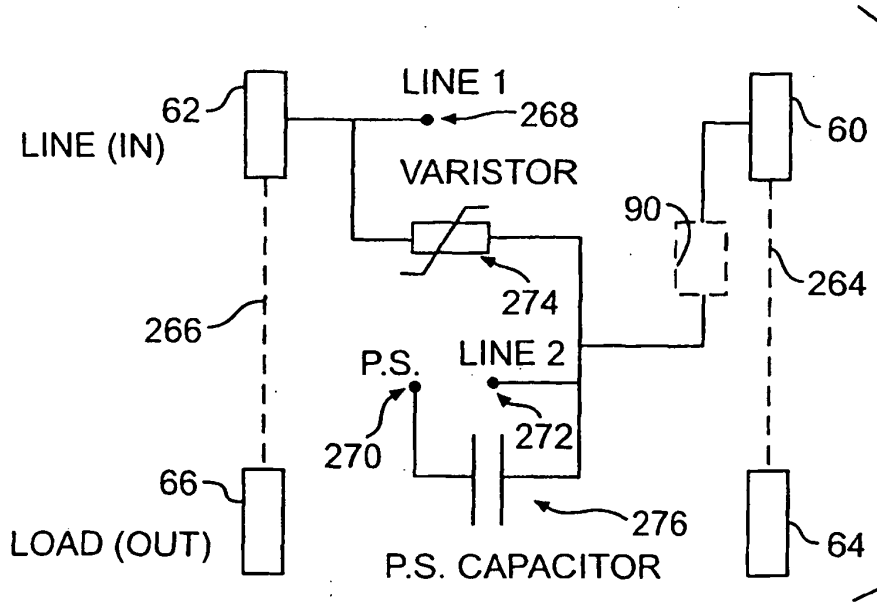 LINE 1
62
268
60
LINE (IN)
VARISTOR
90
274
264
266
P.S.
LINE 2
270
272
66
276
64
LOAD (OUT)
P.S. CAPACITOR